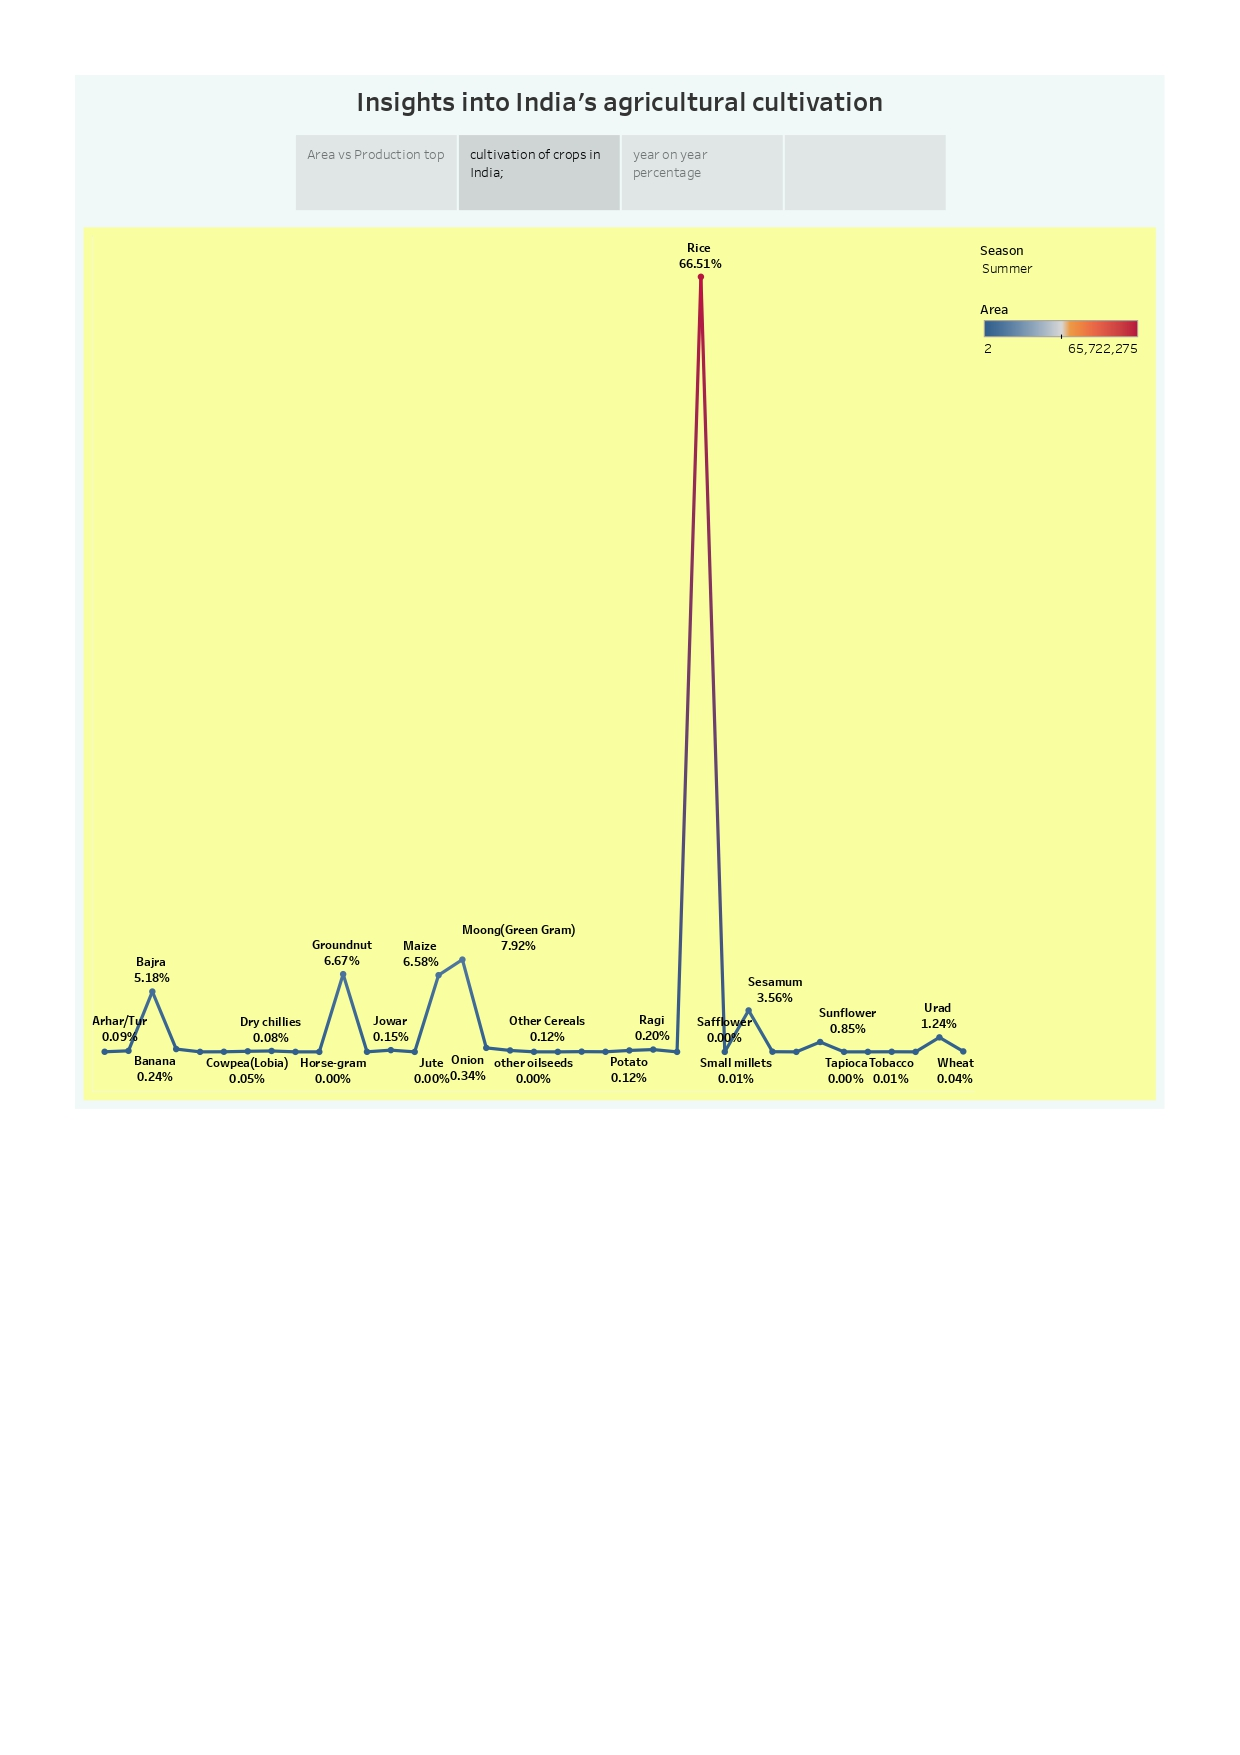 Insights into India's agricultural cultivation
Area vs Production top
cultivation of crops in
India;
year on year
percentage
Season
Summer
Area
2
65,722,275
Rice
66.51%
Moong(Green Gram)
7.92%
Groundnut
6.67%
Maize
6.58%
Bajra
5.18%
Sesamum
3.56%
Urad
1.24%
Sunflower
0.85%
Arhar/Tur
0.09%
Dry chillies
0.08%
Jowar
0.15%
Other Cereals
0.12%
Ragi
0.20%
Safflower
0.00%
Banana
0.24%
Cowpea(Lobia)
0.05%
Horse-gram
0.00%
Jute
0.00%
Onion
0.34%
other oilseeds
0.00%
Potato
0.12%
Small millets
0.01%
Tapioca
0.00%
Tobacco
0.01%
Wheat
0.04%